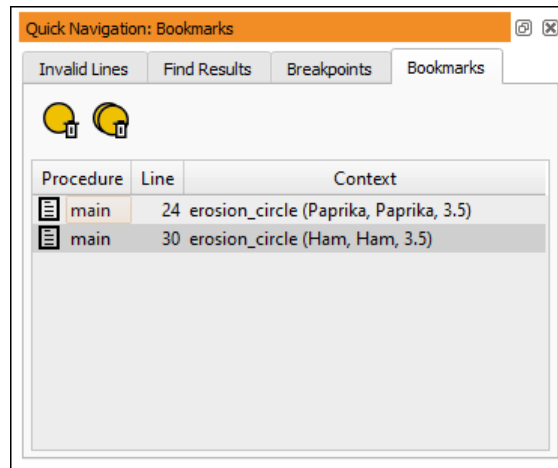 Quick Navigation: Bookmarks
Invalid Lines Find Results Breakpoints Bookmarks
Procedure Line Context
main 24 erosion_circle (Paprika, Paprika, 3.5)
main 30 erosion_circle (Ham, Ham, 3.5)